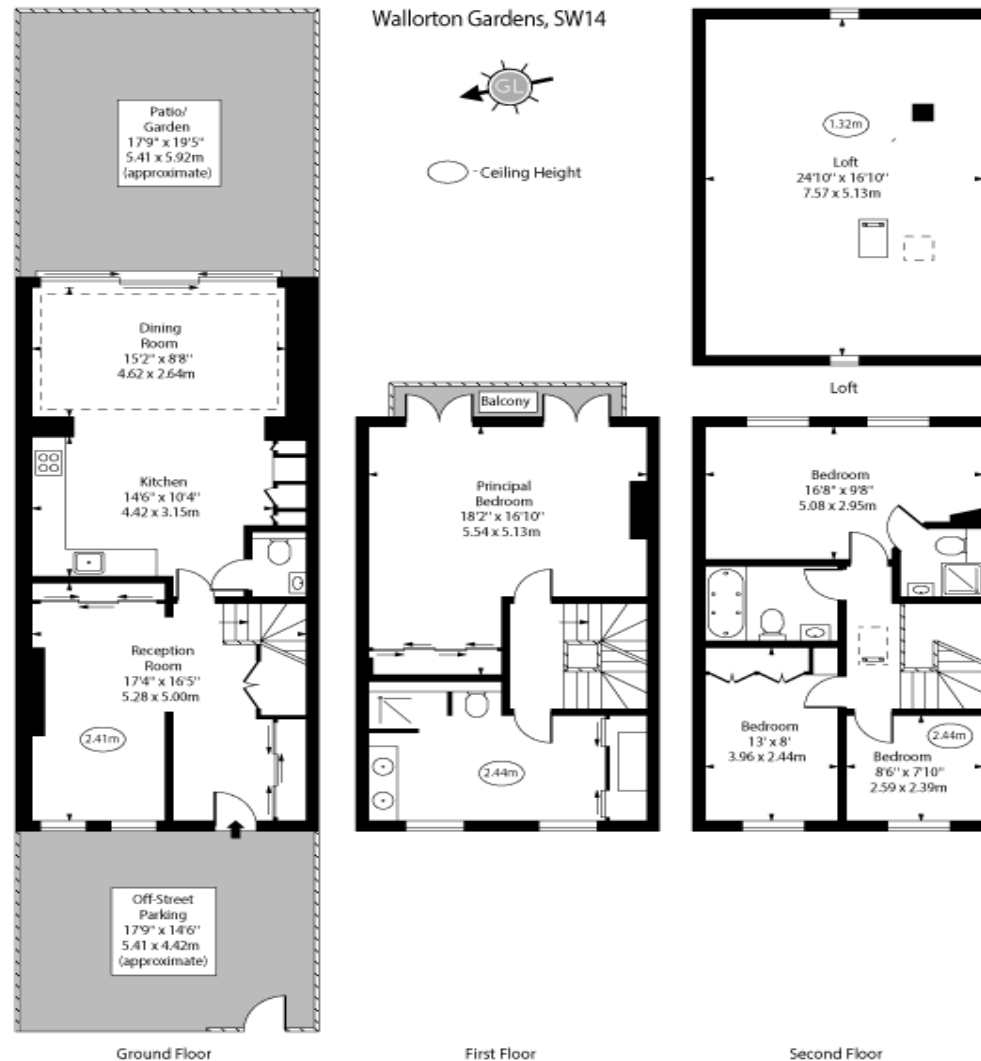 Wallorton Gardens, SW14
GL
- Ceiling Height
Patio/
Garden
17'9" x 19'5"
5.41 x 5.92m
(approximate)
Dining
Room
15'2" x 8'8"
4.62 x 2.64m
Kitchen
14'6" x 10'4"
4.42 x 3.15m
Reception
Room
17'4" x 16'5"
5.28 x 5.00m
2.41m
Off-Street
Parking
17'9" x 14'6"
5.41 x 4.42m
(approximate)
Ground Floor
Balcony
Principal
Bedroom
18'2" x 16'10"
5.54 x 5.13m
2.44m
First Floor
1.32m
Loft
24'10" x 16'10"
7.57 x 5.13m
Loft
Bedroom
16'8" x 9'8"
5.08 x 2.95m
Bedroom
13' x 8'
3.96 x 2.44m
2.44m
Bedroom
8'6" x 7'10"
2.59 x 2.39m
Second Floor